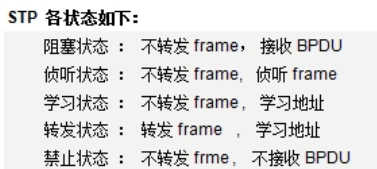 STP 各状态如下：
阻塞状态 ： 不转发 frame，接收 BPDU
侦听状态 ： 不转发 frame，侦听 frame
学习状态 ： 不转发 frame，学习地址
转发状态 ： 转发 frame ，学习地址
禁止状态 ： 不转发 frme，不接收 BPDU